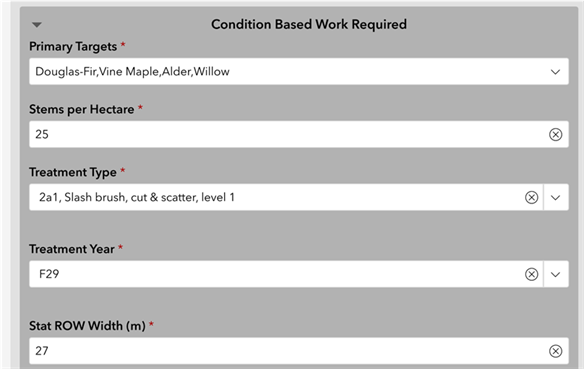 Condition Based Work Required
Primary Targets *
Douglas-Fir,Vine Maple,Alder,Willow
Stems per Hectare *
25
Treatment Type *
2a1, Slash brush, cut & scatter, level 1
Treatment Year *
F29
Stat ROW Width (m) *
27